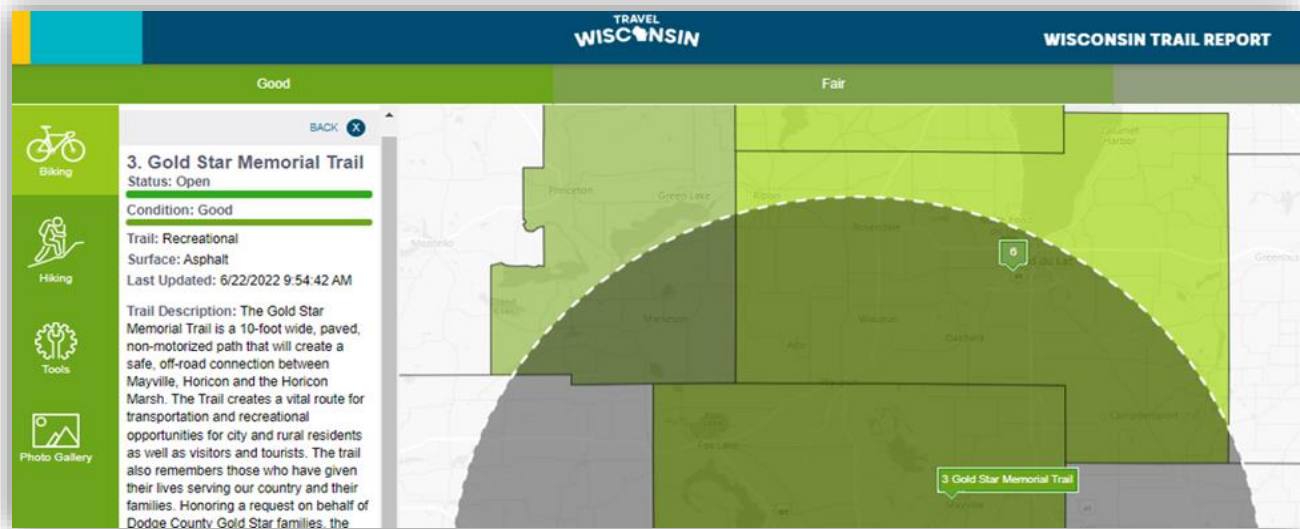 TRAVEL
WISCONSIN
WISCONSIN TRAIL REPORT
Good
Fair
Biking
Hiking
Tools
Photo Gallery
BACK X
3. Gold Star Memorial Trail
Status: Open
Condition: Good
Trail: Recreational
Surface: Asphalt
Last Updated: 6/22/2022 9:54:42 AM
Trail Description: The Gold Star
Memorial Trail is a 10-foot wide, paved,
non-motorized path that will create a
safe, off-road connection between
Mayville, Horicon and the Horicon
Marsh. The Trail creates a vital route for
transportation and recreational
opportunities for city and rural residents
as well as visitors and tourists. The trail
also remembers those who have given
their lives serving our country and their
families. Honoring a request on behalf of
Dodge County Gold Star families, the
Princeton
Green Lake
Ripon
Rosendale
6
Markesan
Waupun
Fox Lake
Campbellsport
3 Gold Star Memorial Trail
Mayville